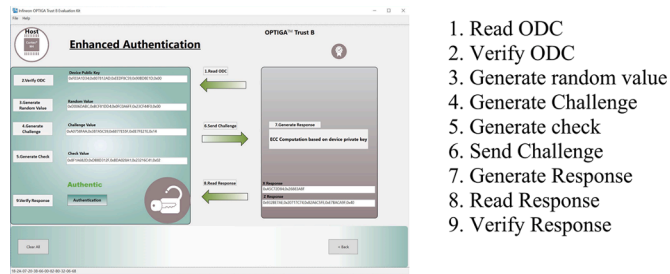 Infineon OPTIGA Trust B Evaluation Kit
File Help
Host
Enhanced Authentication
OPTIGA™ Trust B
2.Verify ODC
Device Public Key
1.Read ODC
3.Generate Random Value
Random Value
4.Generate Challenge
Challenge Value
6.Send Challenge
7.Generate Response
ECC Computation based on device private key
5.Generate Check
Check Value
Authentic
8.Read Response
X Response
Z Response
9.Verify Response
Authentication
Clear All
< Back
1. Read ODC
2. Verify ODC
3. Generate random value
4. Generate Challenge
5. Generate check
6. Send Challenge
7. Generate Response
8. Read Response
9. Verify Response